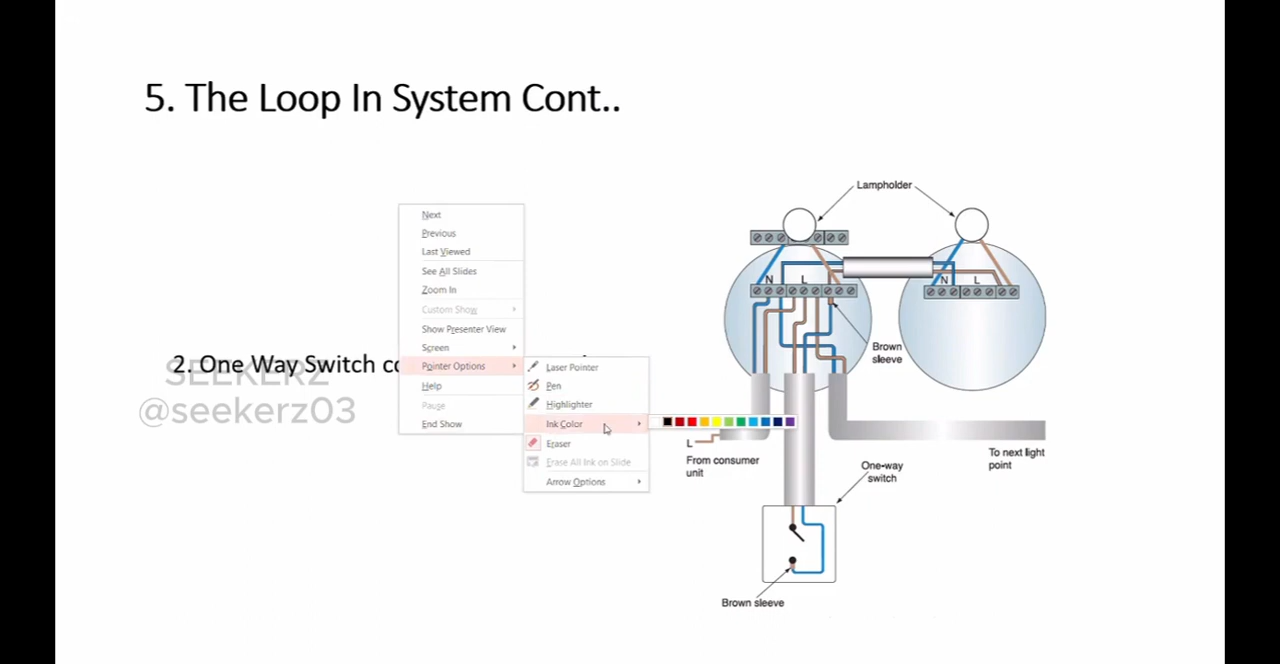 5. The Loop In System Cont..
Lampholder
Next
Previous
Last Viewed
See All Slides
Zoom In
Custom Show
Show Presenter View
Screen
Pointer Options
Help
Pause
End Show
2. One Way Switch
SEEKERZ
@seekerz03
Laser Pointer
Pen
Highlighter
Ink Color
Eraser
Erase All Ink on Slide
Arrow Options
N L
N L
Brown
sleeve
L
From consumer
unit
To next light
point
One-way
switch
Brown sleeve